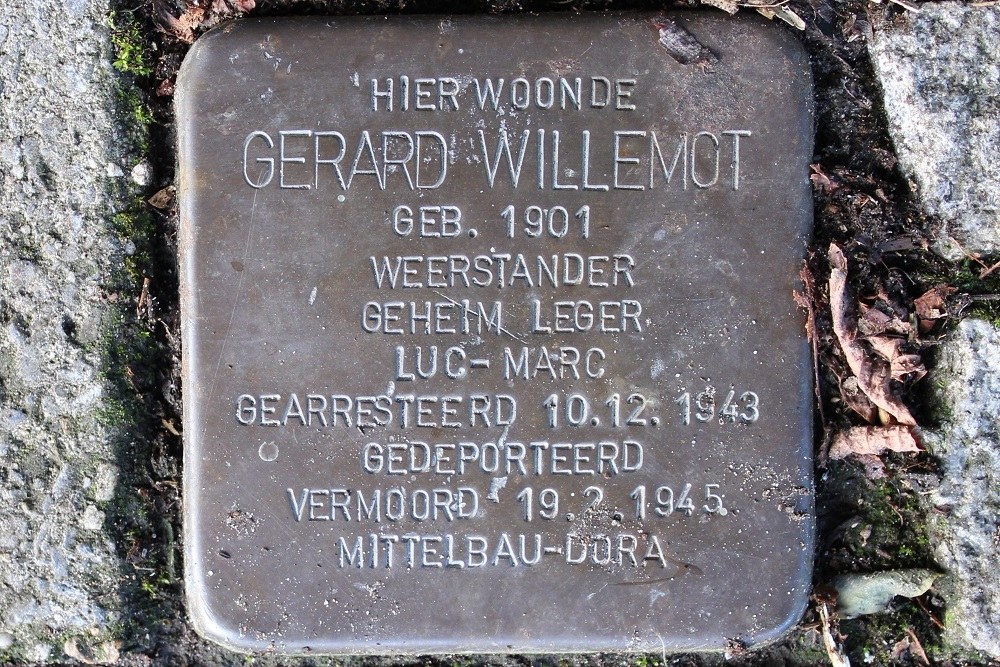 HIER WOONDE
GERARD WILLEMOT
GEB. 1901
WEERSTANDER
GEHEIM LEGER
LUC-MARC
GEARRESTEERD 10.12.1943
GEDEPORTEERD
VERMOORD 19.2.1945
MITTELBAU-DORA